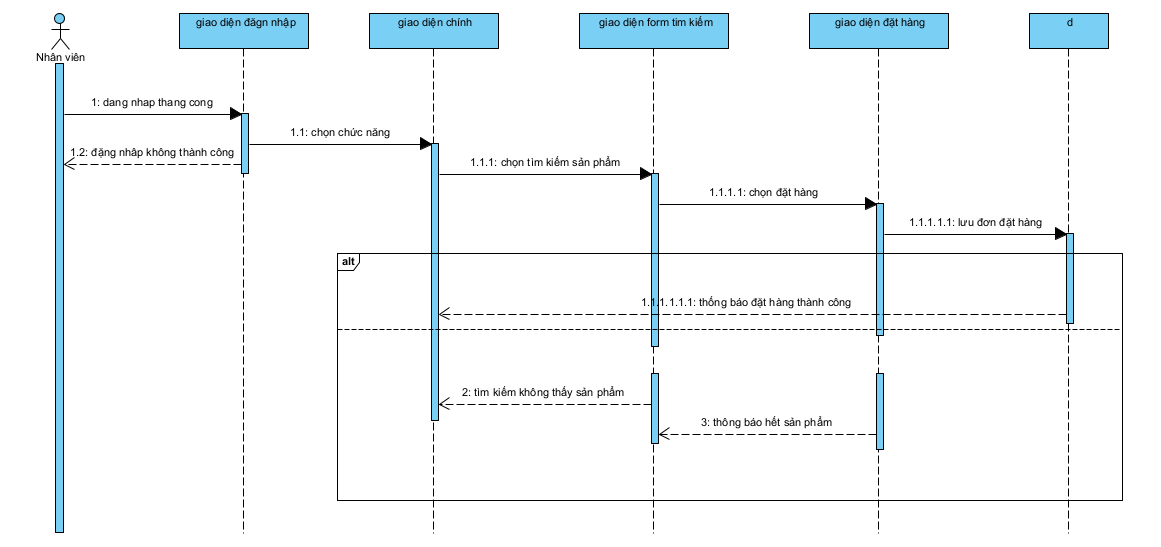 giao diện đăgn nhập
giao diện chính
giao diện form tim kiếm
giao diện đặt hàng
d
Nhân viên
1: dang nhap thang cong
1.1: chọn chức năng
1.2: đặng nhâp không thành công
1.1.1: chọn tìm kiếm sản phẩm
1.1.1.1: chọn đặt hàng
1.1.1.1.1: lưu đơn đặt hàng
alt
1.1.1.1.1.1: thống báo đặt hàng thành công
2: tìm kiếm không thấy sản phẩm
3: thông báo hết sản phẩm